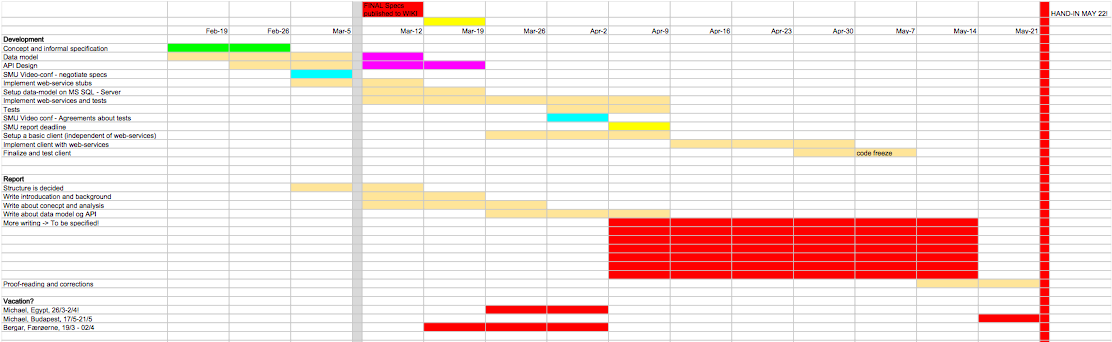 FINAL Specs
published to WIKI
HAND-IN MAY 22!
Feb-19 Feb-26 Mar-5 Mar-12 Mar-19 Mar-26 Apr-2 Apr-9 Apr-16 Apr-23 Apr-30 May-7 May-14 May-21
Development
Concept and informal specification
Data model
API Design
SMU Video-conf - negotiate specs
Implement web-service stubs
Setup data-model on MS SQL - Server
Implement web-services and tests
Tests
SMU Video conf - Agreements about tests
SMU report deadline
Setup a basic client (independent of web-services)
Implement client with web-services
Finalize and test client code freeze
Report
Structure is decided
Write introducation and background
Write about conecpt and analysis
Write about data model og API
More writing -> To be specified!
Proof-reading and corrections
Vacation?
Michael, Egypt, 26/3-2/4!
Michael, Budapest, 17/5-21/5
Bergar, Færøerne, 19/3 - 02/4